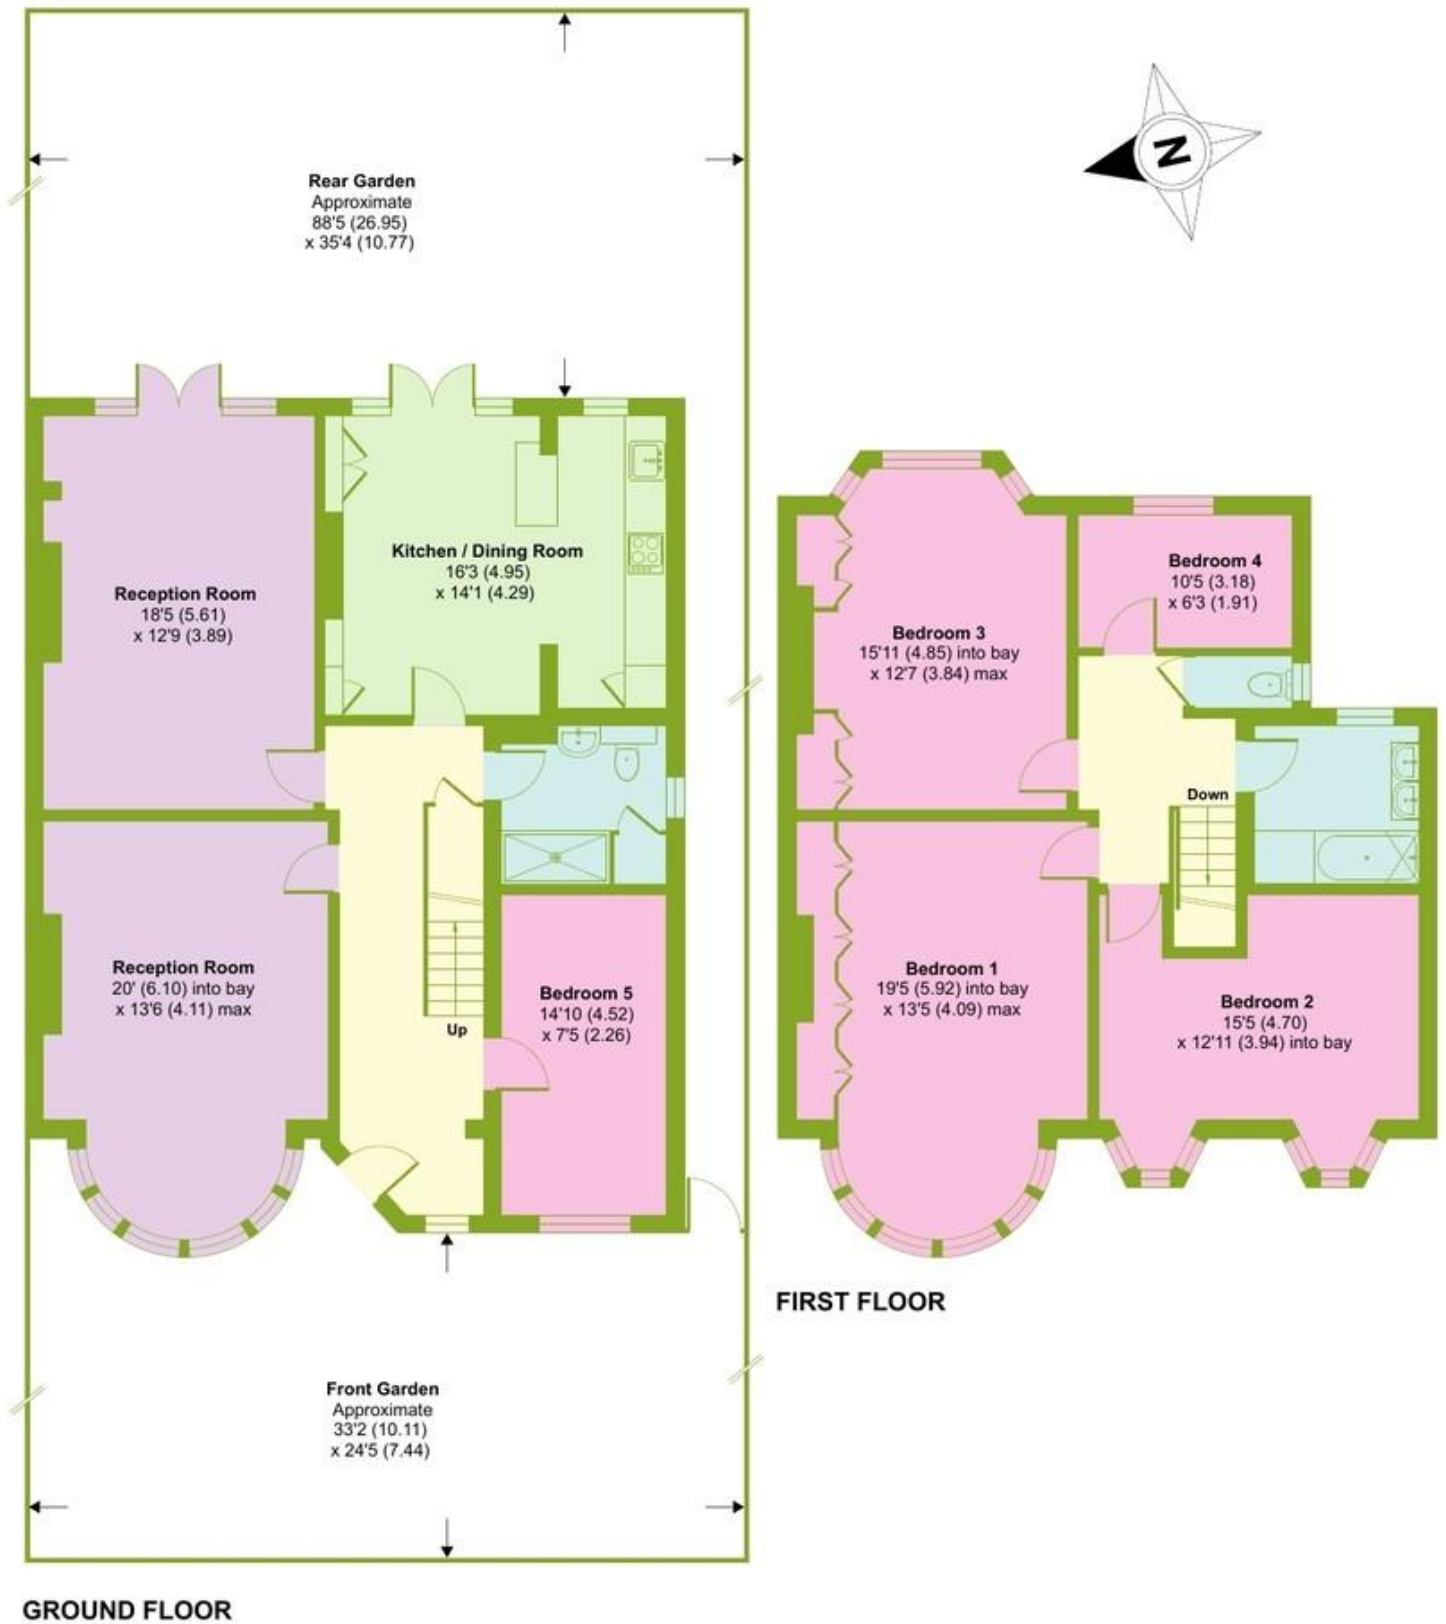 Rear Garden
Approximate
88'5 (26.95)
x 35'4 (10.77)
N
Reception Room
18'5 (5.61)
x 12'9 (3.89)
Kitchen / Dining Room
16'3 (4.95)
x 14'1 (4.29)
Reception Room
20' (6.10) into bay
x 13'6 (4.11) max
Up
Bedroom 5
14'10 (4.52)
x 7'5 (2.26)
Front Garden
Approximate
33'2 (10.11)
x 24'5 (7.44)
GROUND FLOOR
Bedroom 3
15'11 (4.85) into bay
x 12'7 (3.84) max
Bedroom 4
10'5 (3.18)
x 6'3 (1.91)
Down
Bedroom 1
19'5 (5.92) into bay
x 13'5 (4.09) max
Bedroom 2
15'5 (4.70)
x 12'11 (3.94) into bay
FIRST FLOOR